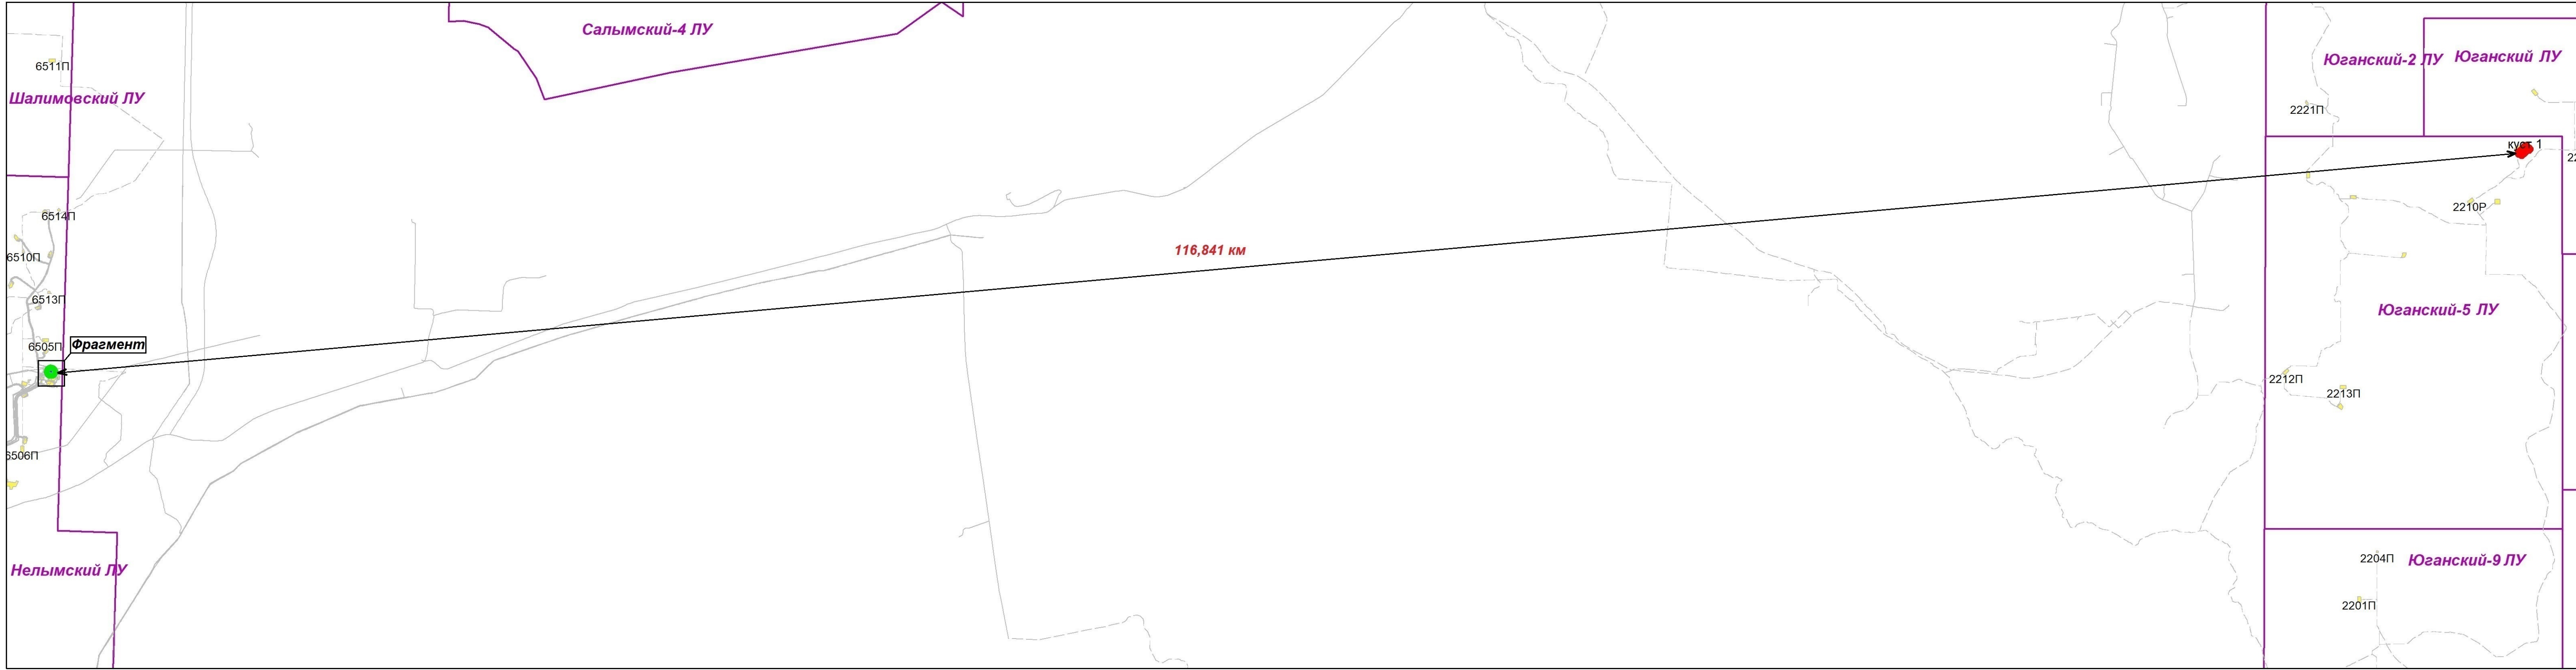 Салымский-4 ЛУ
6511П
Шалимовский ЛУ
Юганский-2 ЛУ
Юганский ЛУ
2221П
куст 1
6514П
2210Р
6510П
116,841 км
6513П
Юганский-5 ЛУ
6505П
Фрагмент
2212П
2213П
6506П
Нелымский ЛУ
2204П
Юганский-9 ЛУ
2201П